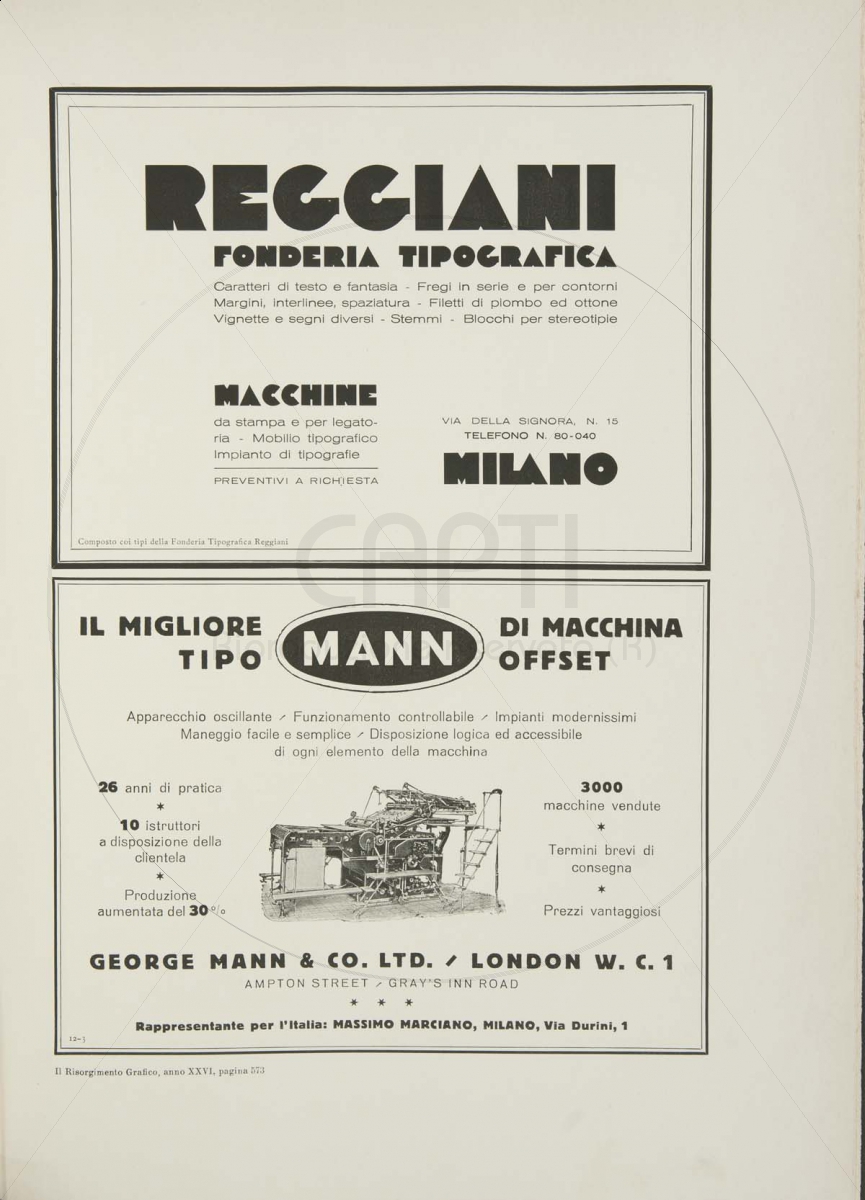 REGGIANI
FONDERIA TIPOGRAFICA
Caratteri di testo e fantasia - Fregi in serie e per contorni
Margini, interlinee, spaziatura - Filetti di piombo ed ottone
Vignette e segni diversi - Stemmi - Blocchi per stereotipie
MACCHINE
da stampa e per legato-
ria - Mobilio tipografico
Impianto di tipografie
PREVENTIVI A RICHIESTA
VIA DELLA SIGNORA, N. 15
TELEFONO N. 80-040
MILANO
Composto coi tipi della Fonderia Tipografica Reggiani
CAPTI
IL MIGLIORE
TIPO
MANN
DI MACCHINA
OFFSET
Apparecchio oscillante / Funzionamento controllabile / Impianti modernissimi
Maneggio facile e semplice / Disposizione logica ed accessibile
di ogni elemento della macchina
26 anni di pratica
*
10 istruttori
a disposizione della
clientela
*
Produzione
aumentata del 30 %
3000
macchine vendute
*
Termini brevi di
consegna
*
Prezzi vantaggiosi
GEORGE MANN & CO. LTD. / LONDON W. C. 1
AMPTON STREET / GRAY'S INN ROAD
* * *
Rappresentante per l'Italia: MASSIMO MARCIANO, MILANO, Via Durini, 1
12-3
Il Risorgimento Grafico, anno XXVI, pagina 573